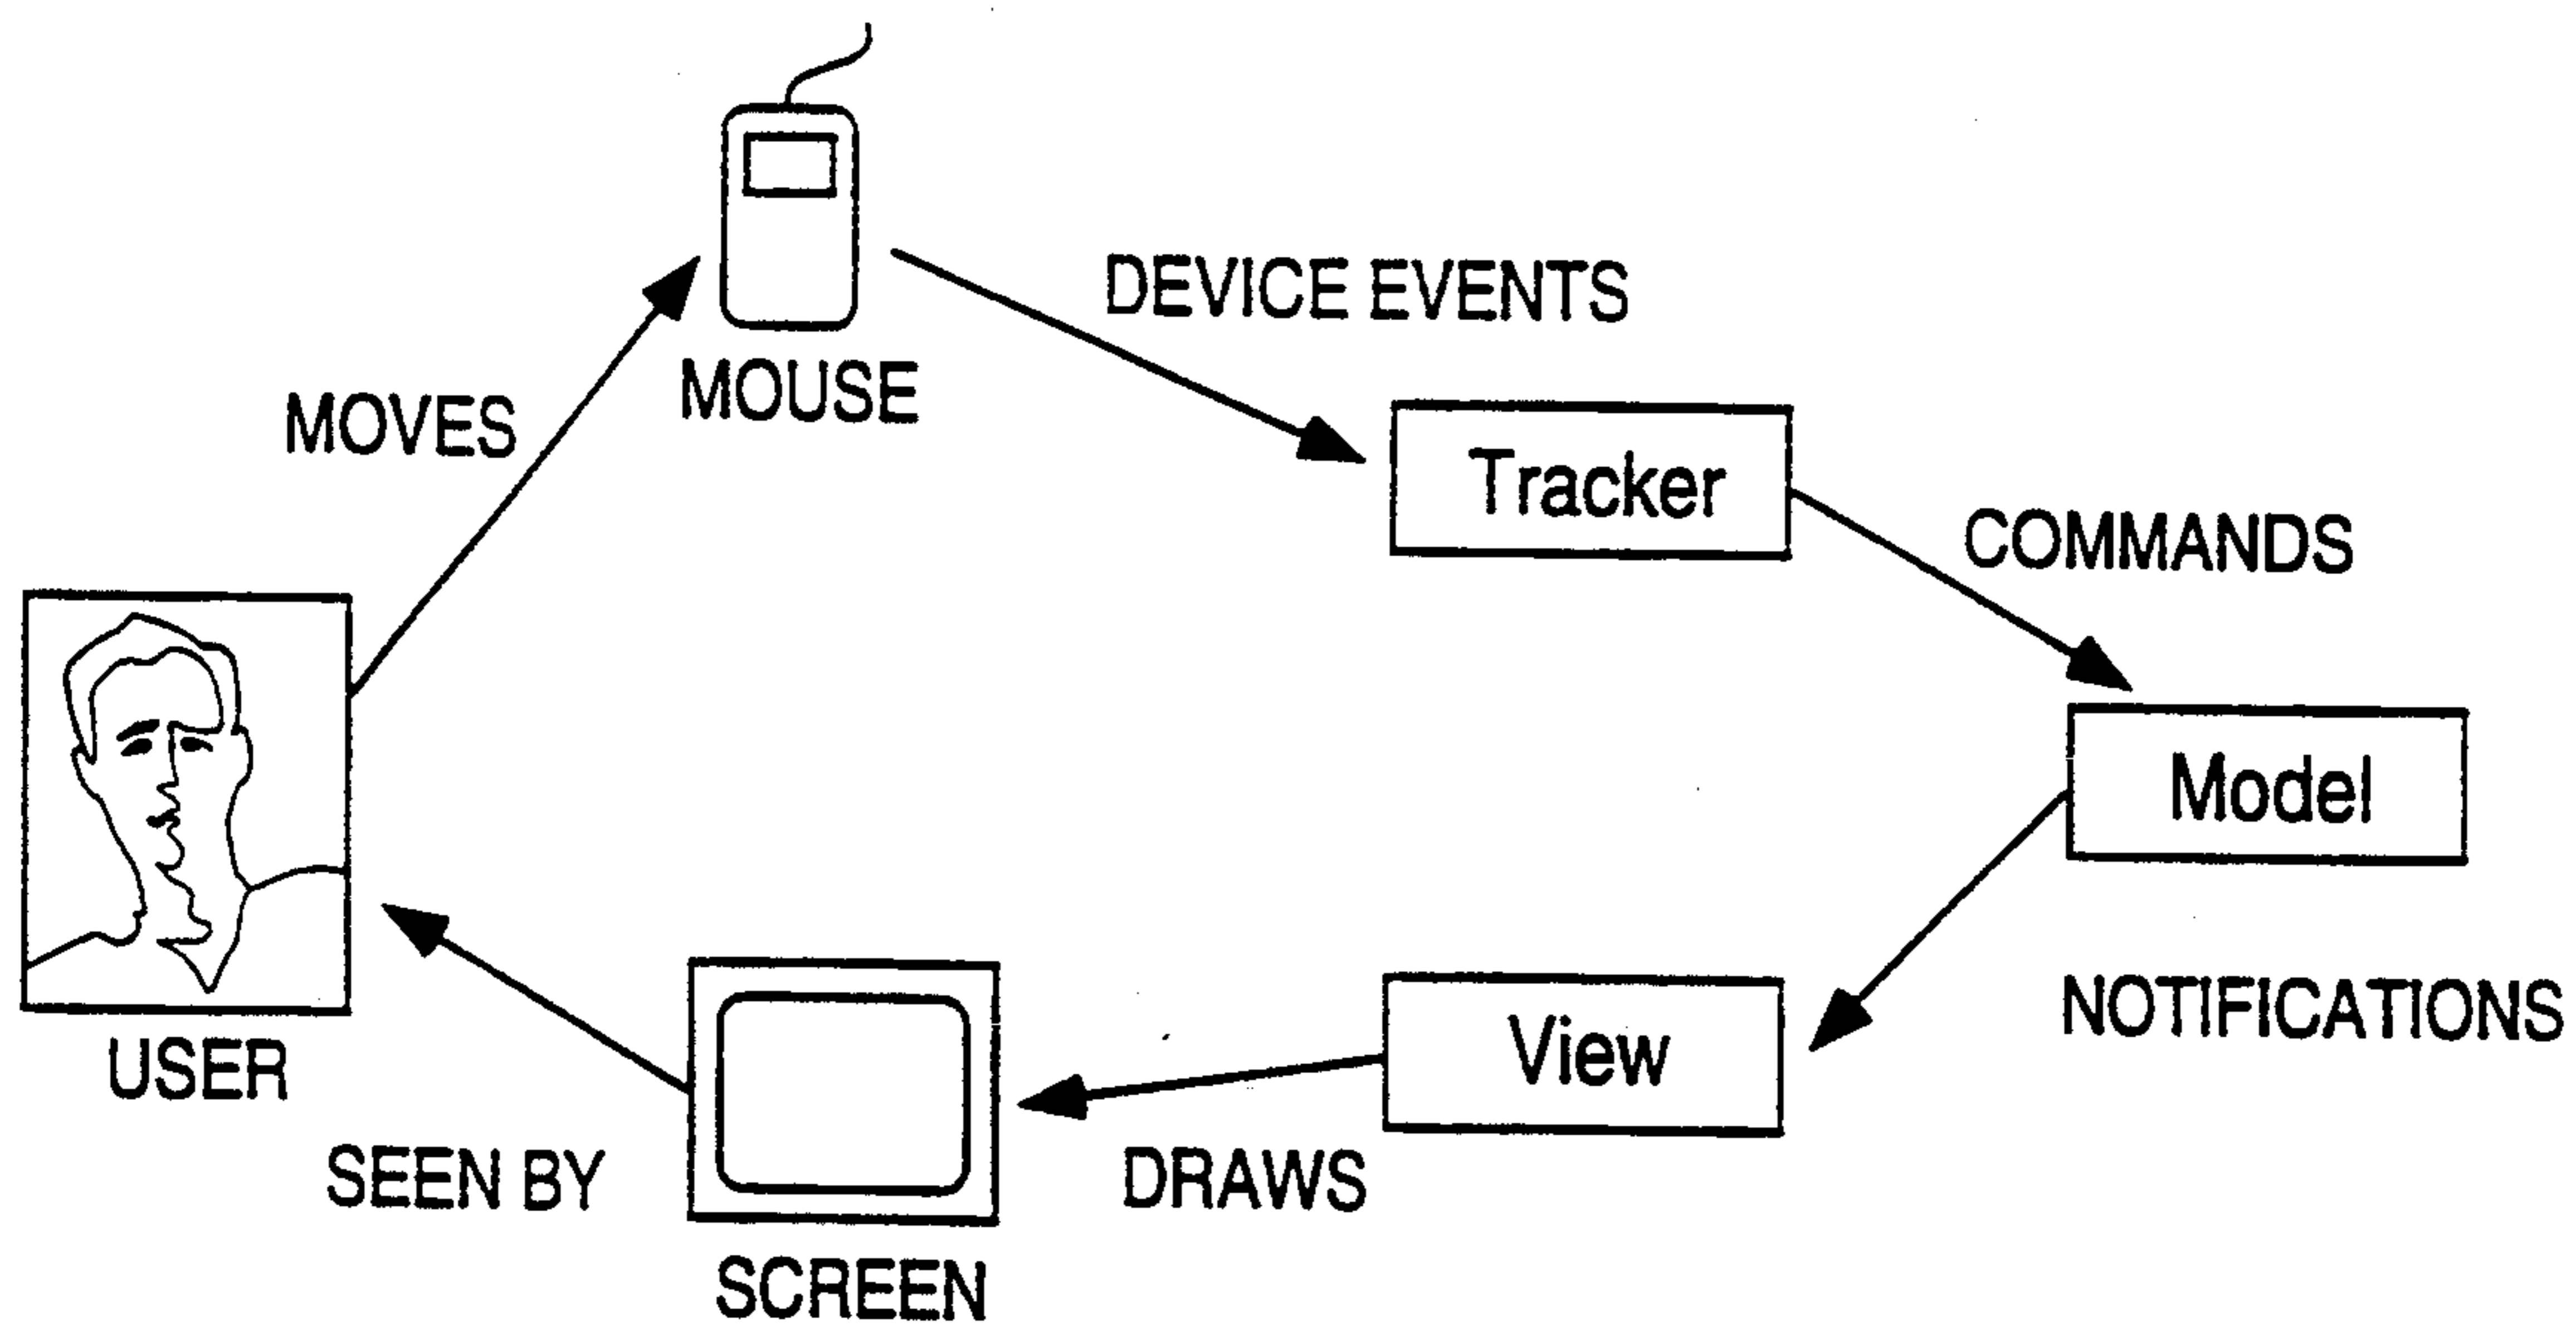 DEVICE EVENTS
MOUSE
MOVES
Tracker
COMMANDS
Model
NOTIFICATIONS
View
USER
DRAWS
SEEN BY
SCREEN